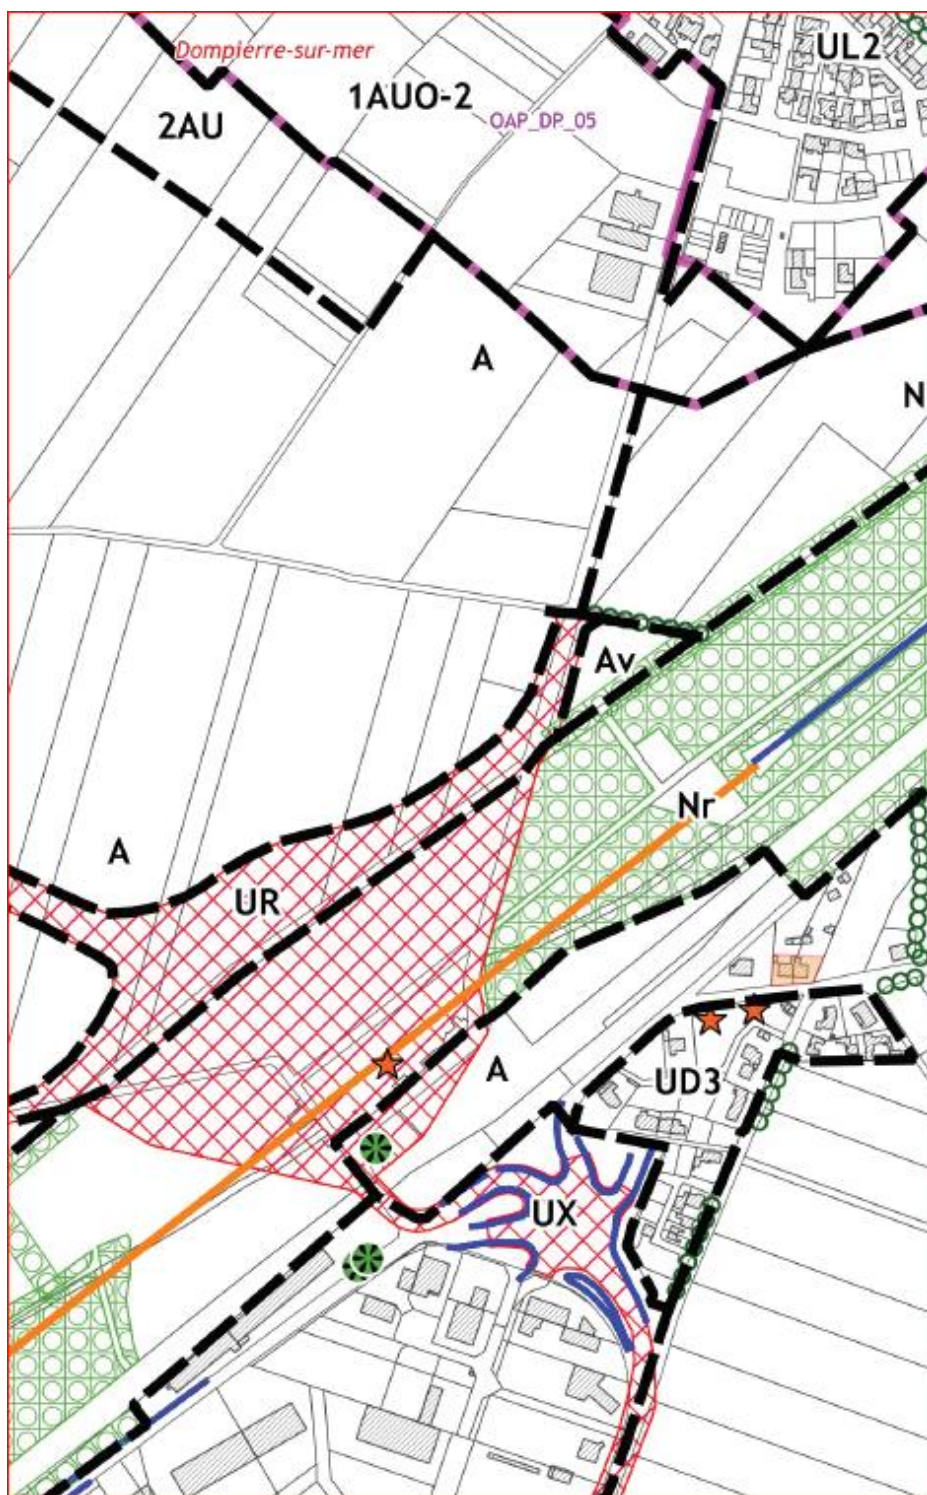 UL2
Dompierre-sur-mer
1AUO-2
2AU
OAP_DP_05
A
N
Av
Nr
A
UR
A
UD3
UX